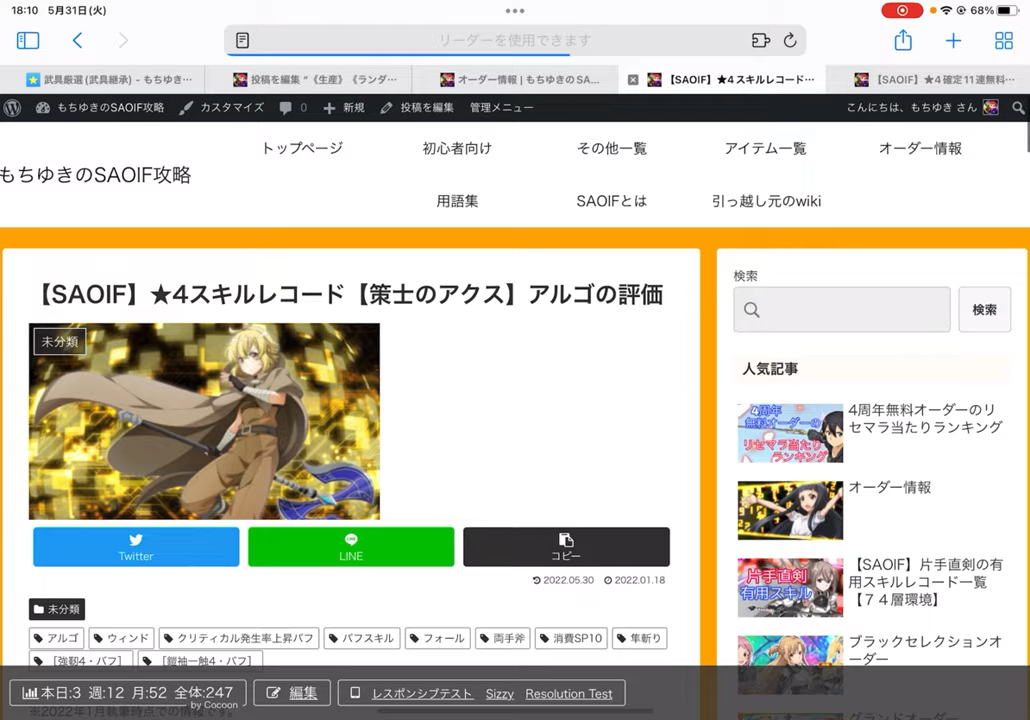 18:10 5月31日(火)
68%
リーダーを使用できます
武具厳選 (武具継承) - もちゆき…
投稿を編集 “《生産》《ランダ…
オーダー情報 | もちゆきのSA…
【SAOIF】★4スキルレコード…
【SAOIF】★4 確定11連無料…
もちゆきのSAOIF攻略
カスタマイズ
0
新規
投稿を編集
管理メニュー
こんにちは、もちゆき さん
トップページ
初心者向け
その他一覧
アイテム一覧
オーダー情報
もちゆきのSAOIF攻略
用語集
SAOIFとは
引っ越し元のwiki
【SAOIF】★4スキルレコード【策士のアクス】アルゴの評価
未分類
Twitter
LINE
コピー
2022.05.30 2022.01.18
未分類
アルゴ
ウィンド
クリティカル発生率上昇バフ
バフスキル
フォール
両手斧
消費SP10
隼斬り
［強靭4・バフ］
［鎧袖一触4・バフ］
※2022年1月執筆時点での情報です。
検索
検索
人気記事
4周年
無料オーダーの
リセマラ当たり
ランキング
4周年無料オーダーのリ
セマラ当たりランキング
オーダー情報
片手直剣
有用スキル
【SAOIF】片手直剣の有
用スキルレコード一覧
【７４層環境】
ブラックセレクションオ
ーダー
本日:3 週:12 月:52 全体:247
by Cocoon
編集
レスポンシブテスト
Sizzy
Resolution Test